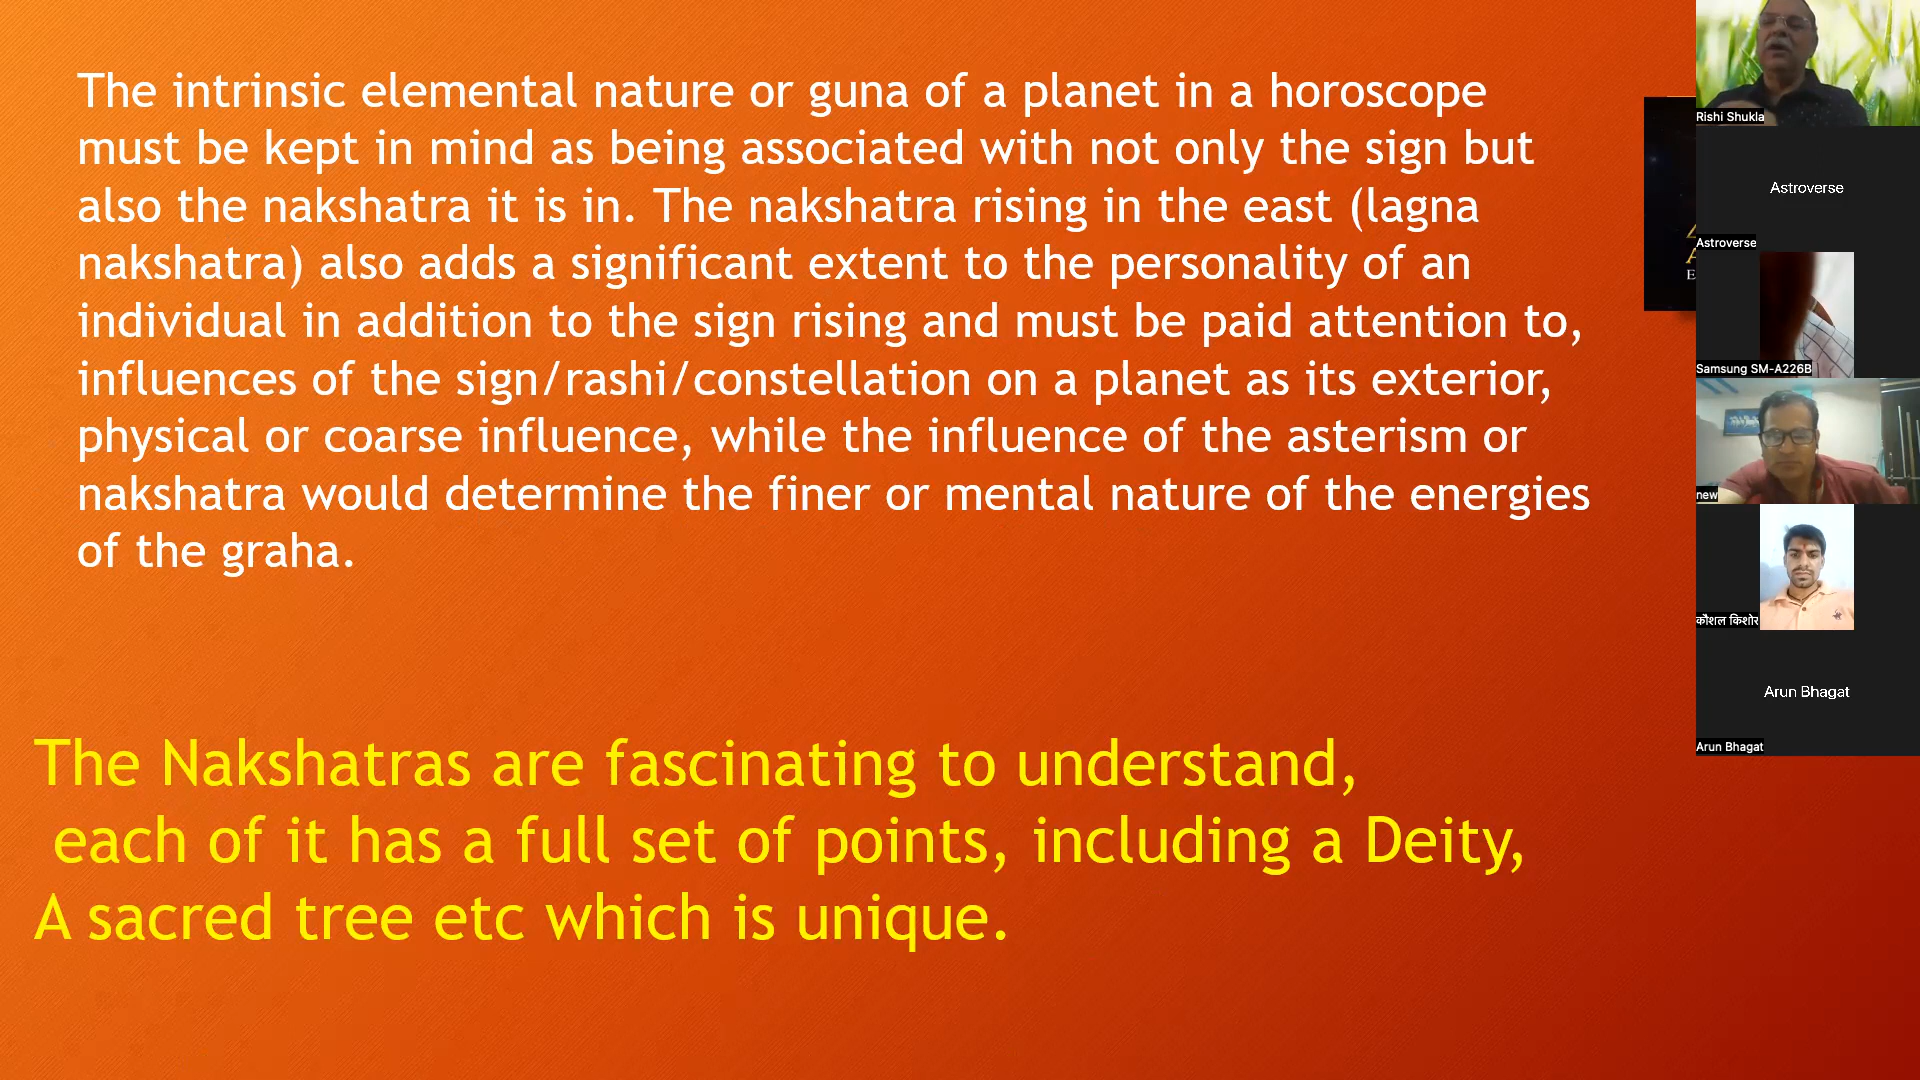 The intrinsic elemental nature or guna of a planet in a horoscope
must be kept in mind as being associated with not only the sign but
also the nakshatra it is in. The nakshatra rising in the east (lagna
nakshatra) also adds a significant extent to the personality of an
individual in addition to the sign rising and must be paid attention to,
influences of the sign/rashi/constellation on a planet as its exterior,
physical or coarse influence, while the influence of the asterism or
nakshatra would determine the finer or mental nature of the energies
of the graha.
The Nakshatras are fascinating to understand,
each of it has a full set of points, including a Deity,
A sacred tree etc which is unique.
Rishi Shukla
Astroverse
Astroverse
Samsung SM-A226B
new
कौशल किशोर
Arun Bhagat
Arun Bhagat